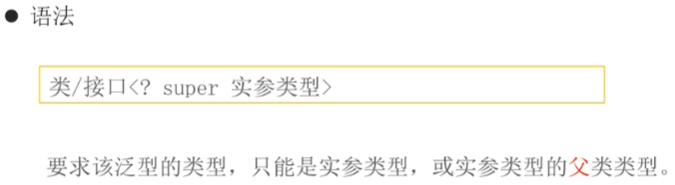 ● 语法
类/接口<? super 实参类型>
要求该泛型的类型，只能是实参类型，或实参类型的父类类型。